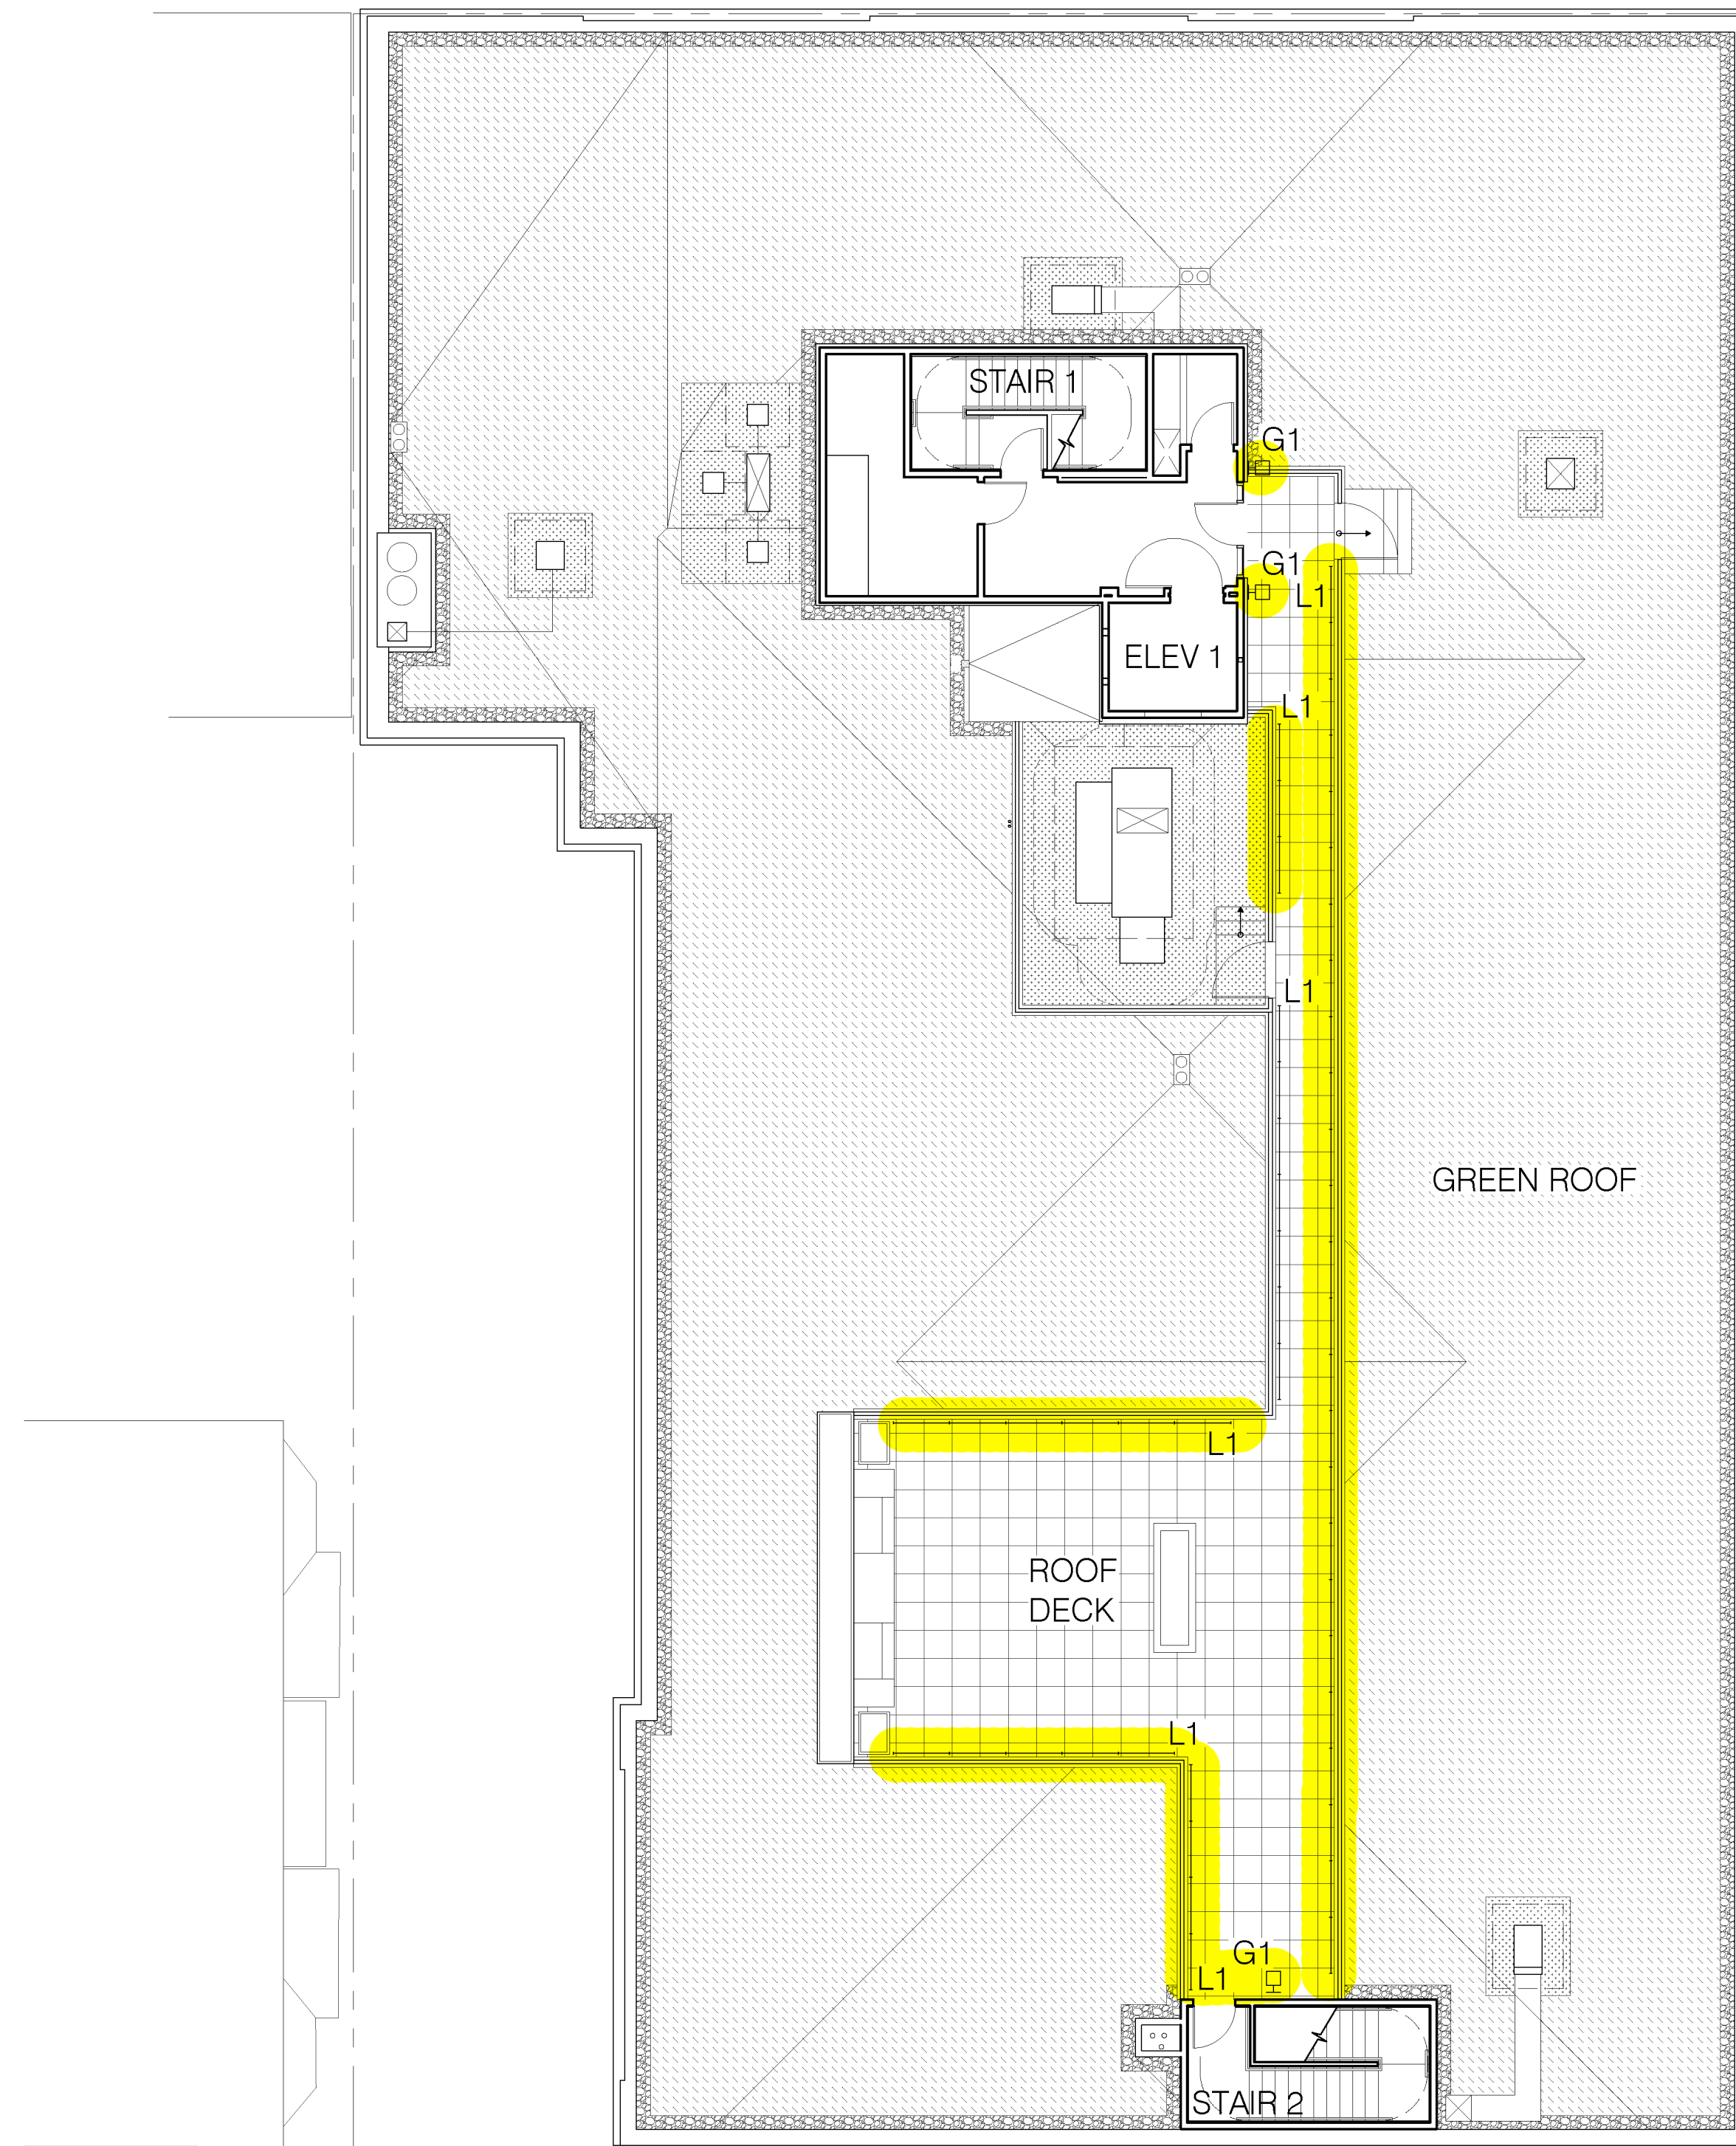 STAIR 1
G1
G1
L1
ELEV 1
L1
L1
GREEN ROOF
L1
ROOF
DECK
L1
G1
L1
STAIR 2